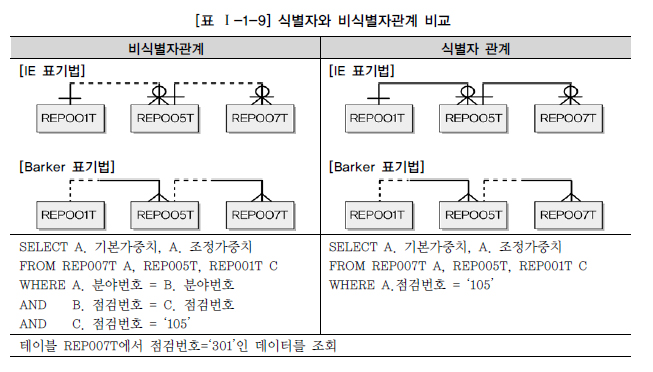 [표 Ⅰ-1-9] 식별자와 비식별자관계 비교
비식별자관계
식별자 관계
[IE 표기법]
REP001T
REP005T
REP007T
[Barker 표기법]
REP001T
REP005T
REP007T
[IE 표기법]
REP001T
REP005T
REP007T
[Barker 표기법]
REP001T
REP005T
REP007T
SELECT A. 기본가중치, A. 조정가중치
FROM REP007T A, REP005T, REP001T C
WHERE A. 분야번호 = B. 분야번호
AND B. 점검번호 = C. 점검번호
AND C. 점검번호 = ‘105’
SELECT A. 기본가중치, A. 조정가중치
FROM REP007T A, REP005T, REP001T C
WHERE A.점검번호 = ‘105’
테이블 REP007T에서 점검번호=‘301’인 데이터를 조회